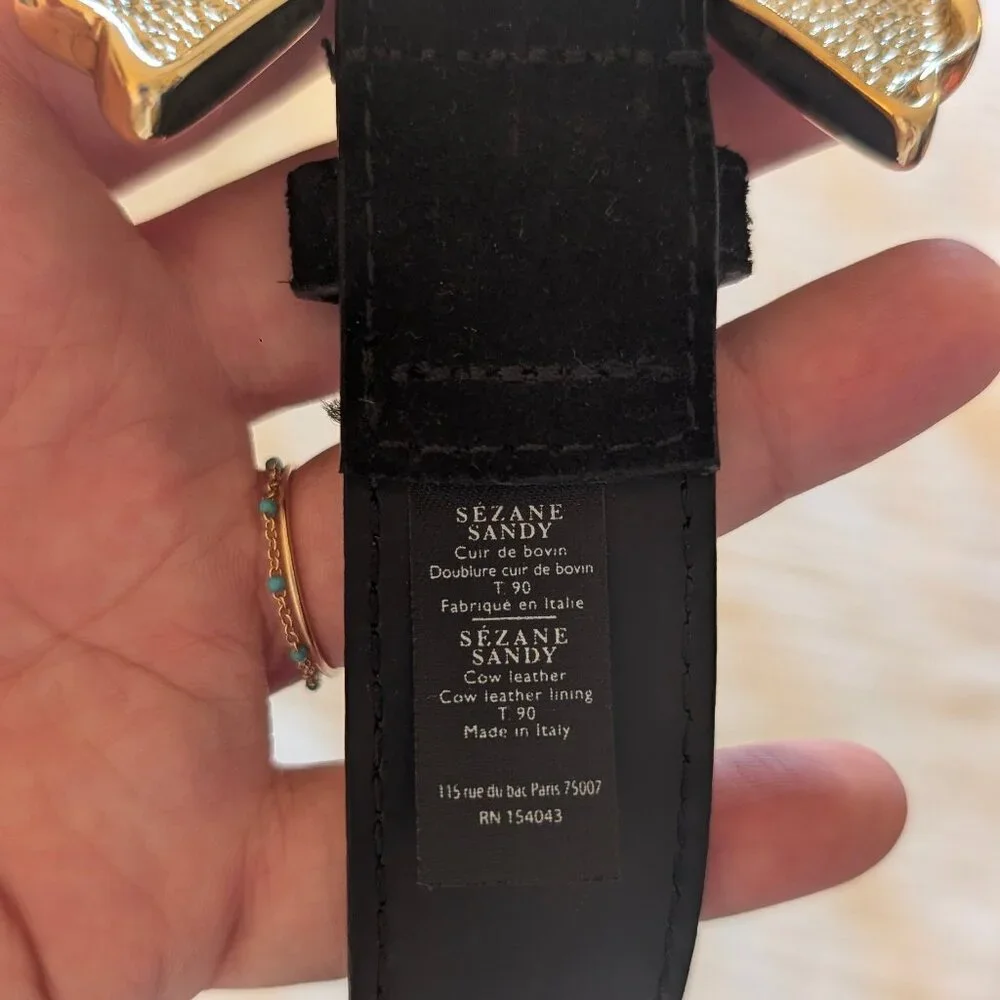 SÉZANE
SANDY
Cuir de bovin
Doublure cuir de bovin
T. 90
Fabriqué en Italie
SÉZANE
SANDY
Cow leather
Cow leather lining
T. 90
Made in Italy
115 rue du bac Paris 75007
RN 154043